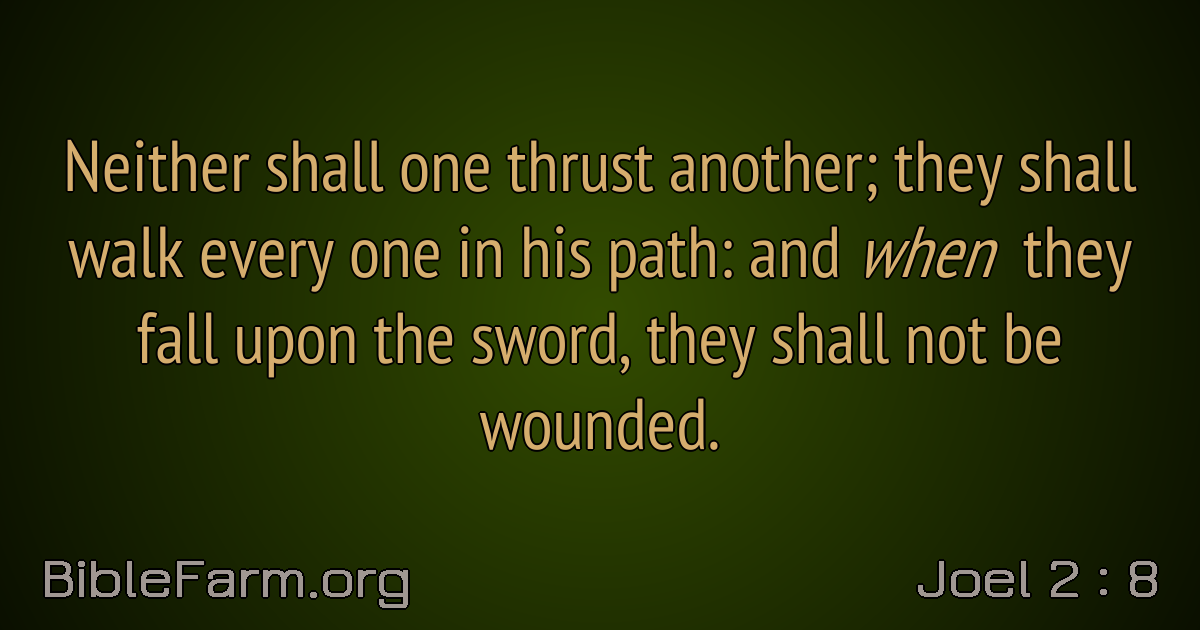 Neither shall one thrust another; they shall
walk every one in his path: and when they
fall upon the sword, they shall not be
wounded.
BibleFarm.org
Joel 2 : 8